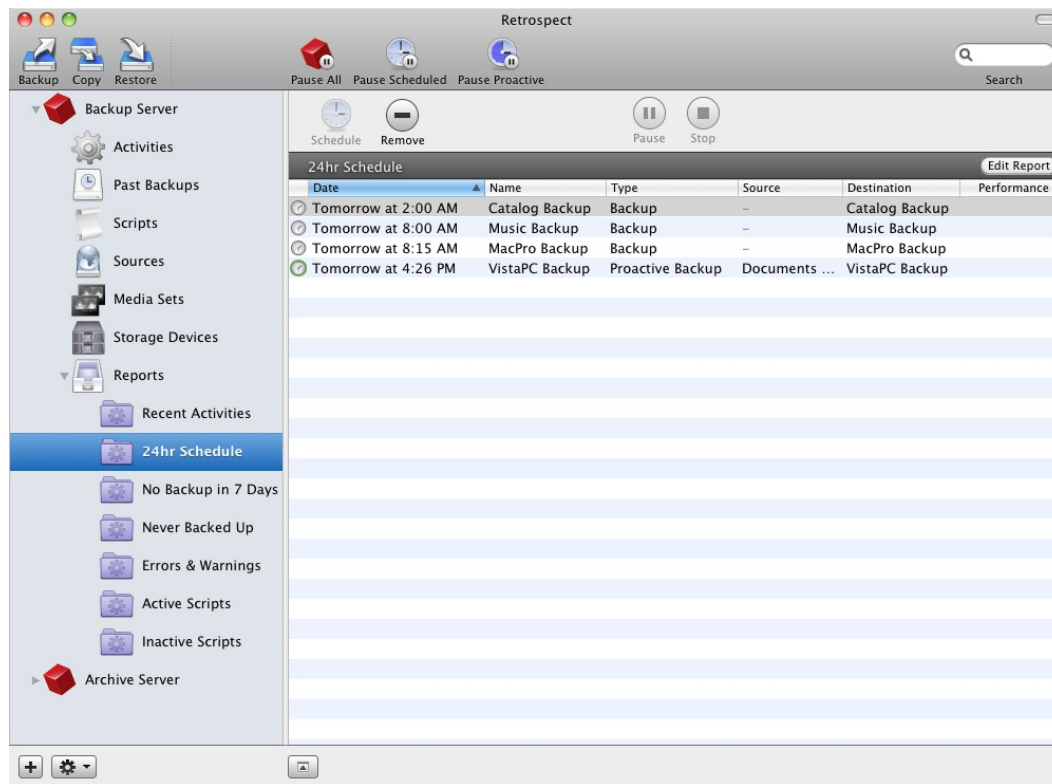 Retrospect
Backup Copy Restore Pause All Pause Scheduled Pause Proactive Search
Backup Server
Activities
Past Backups
Scripts
Sources
Media Sets
Storage Devices
Reports
Recent Activities
24hr Schedule
No Backup in 7 Days
Never Backed Up
Errors & Warnings
Active Scripts
Inactive Scripts
Archive Server
Schedule Remove Pause Stop
24hr Schedule Edit Report
Date Name Type Source Destination Performance
Tomorrow at 2:00 AM Catalog Backup Backup – Catalog Backup
Tomorrow at 8:00 AM Music Backup Backup – Music Backup
Tomorrow at 8:15 AM MacPro Backup Backup – MacPro Backup
Tomorrow at 4:26 PM VistaPC Backup Proactive Backup Documents ... VistaPC Backup